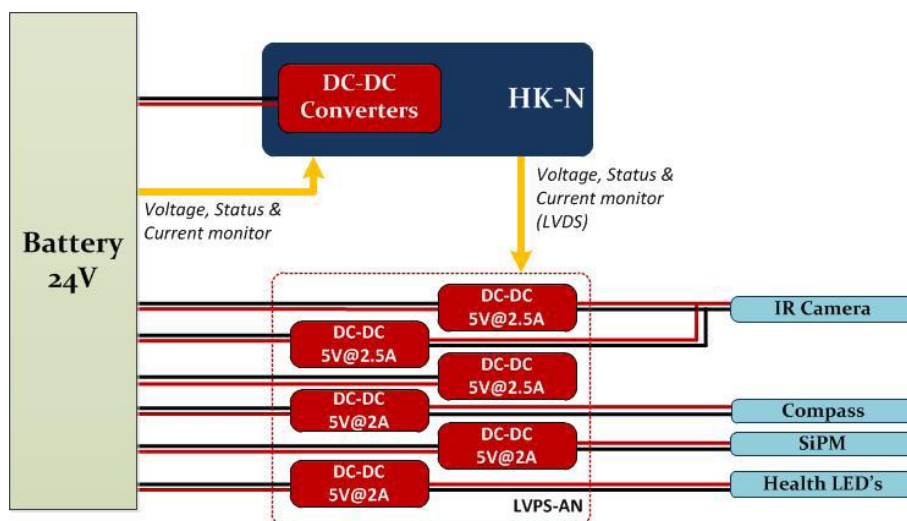 DC-DC
Converters
HK-N
Voltage, Status &
Current monitor
Voltage, Status &
Current monitor
(LVDS)
Battery
24V
DC-DC
5V@2.5A
IR Camera
DC-DC
5V@2.5A
DC-DC
5V@2.5A
DC-DC
5V@2A
Compass
DC-DC
5V@2A
SiPM
DC-DC
5V@2A
Health LED's
LVPS-AN